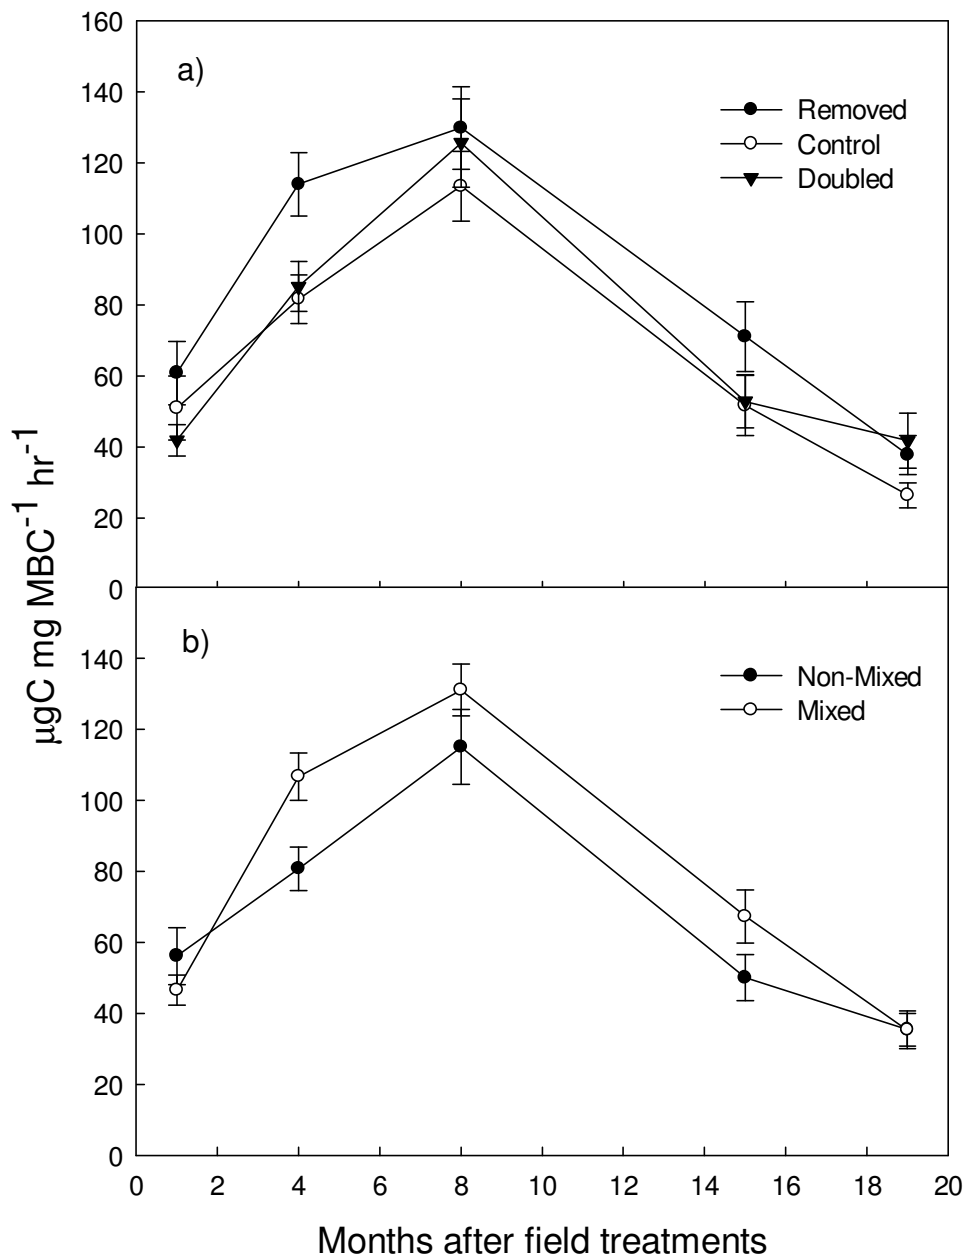 160
140
120
100
80
60
40
20
0
a)
Removed
Control
Doubled
μgC mg MBC⁻¹ hr⁻¹
b)
Non-Mixed
Mixed
140
120
100
80
60
40
20
0
0 2 4 6 8 10 12 14 16 18 20
Months after field treatments